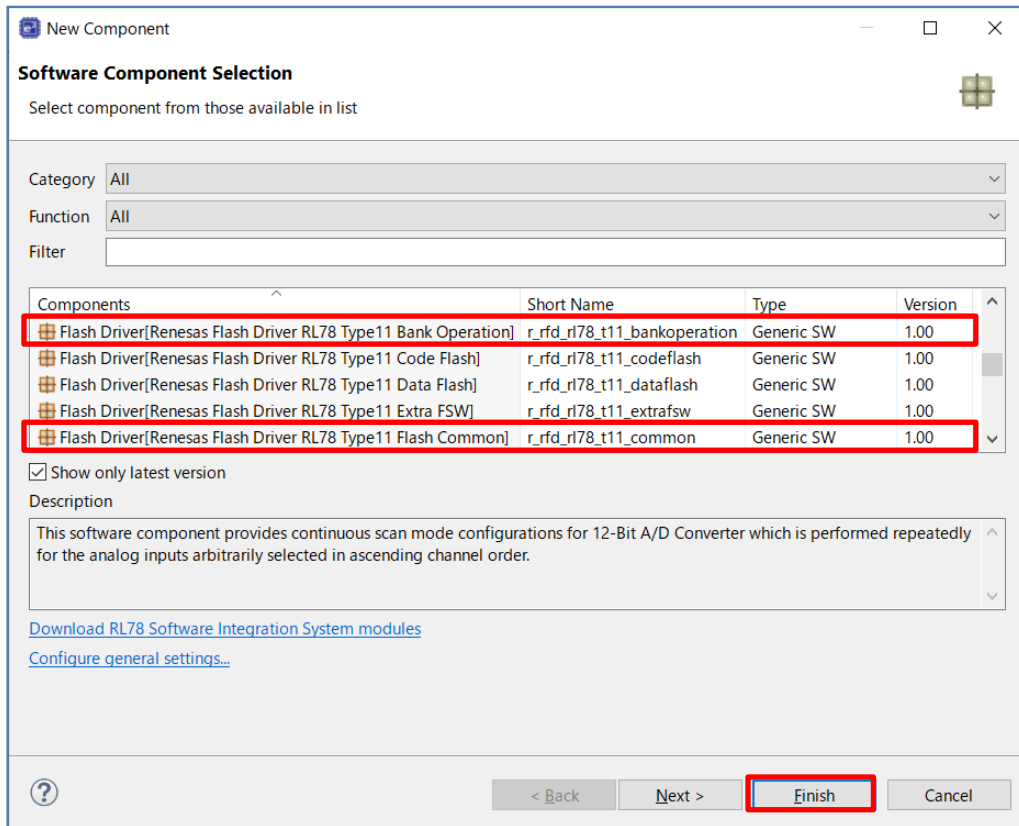 New Component
Software Component Selection
Select component from those available in list
Category All
Function All
Filter
Components Short Name Type Version
Flash Driver[Renesas Flash Driver RL78 Type11 Bank Operation] r_rfd_rl78_t11_bankoperation Generic SW 1.00
Flash Driver[Renesas Flash Driver RL78 Type11 Code Flash] r_rfd_rl78_t11_codeflash Generic SW 1.00
Flash Driver[Renesas Flash Driver RL78 Type11 Data Flash] r_rfd_rl78_t11_dataflash Generic SW 1.00
Flash Driver[Renesas Flash Driver RL78 Type11 Extra FSW] r_rfd_rl78_t11_extrafsw Generic SW 1.00
Flash Driver[Renesas Flash Driver RL78 Type11 Flash Common] r_rfd_rl78_t11_common Generic SW 1.00
Show only latest version
Description
This software component provides continuous scan mode configurations for 12-Bit A/D Converter which is performed repeatedly
for the analog inputs arbitrarily selected in ascending channel order.
Download RL78 Software Integration System modules
Configure general settings...
? < Back Next > Finish Cancel